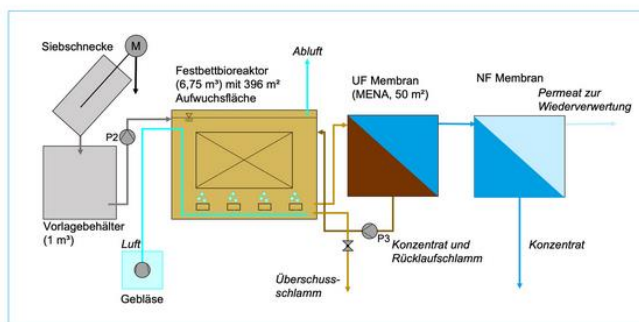 Siebschnecke
M
Festbettbioreaktor
(6,75 m³) mit 396 m²
Aufwuchsfläche
Abluft
UF Membran
(MENA, 50 m²)
NF Membran
Permeat zur
Wiederverwertung
P2
Vorlagebehälter
(1 m³)
Luft
Gebläse
P3
Konzentrat und
Rücklaufschlamm
Konzentrat
Überschuss-
schlamm